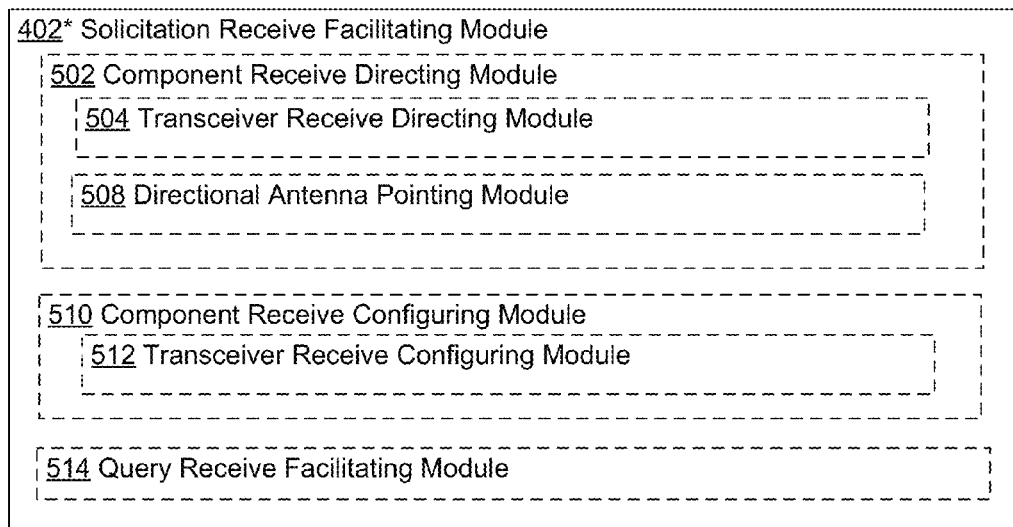 402* Solicitation Receive Facilitating Module
502 Component Receive Directing Module
504 Transceiver Receive Directing Module
508 Directional Antenna Pointing Module
510 Component Receive Configuring Module
512 Transceiver Receive Configuring Module
514 Query Receive Facilitating Module